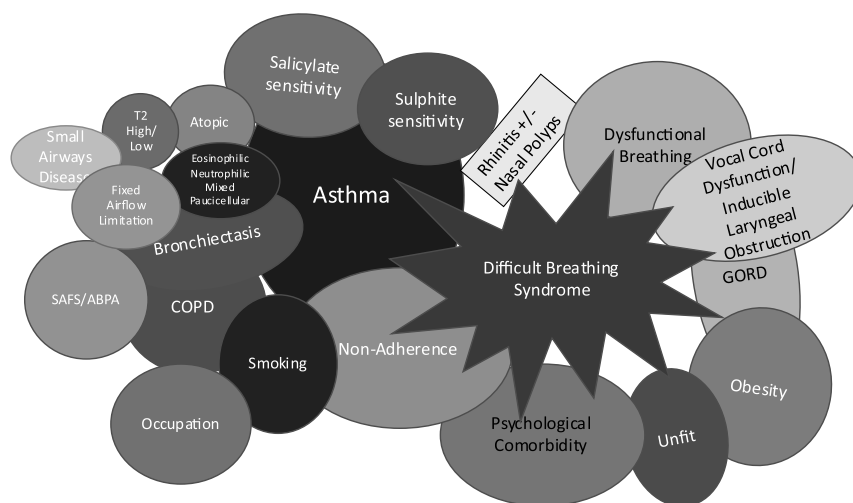 Salicylate
sensitivity
Sulphite
sensitivity
Rhinitis +/-
Nasal Polyps
Dysfunctional
Breathing
Vocal Cord
Dysfunction/
Inducible
Laryngeal
Obstruction
T2
High/
Low
Atopic
Small
Airways
Disease
Eosinophilic
Neutrophilic
Mixed
Paucicellular
Asthma
Fixed
Airflow
Limitation
Bronchiectasis
Difficult Breathing
Syndrome
GORD
SAFS/ABPA
COPD
Smoking
Non-Adherence
Obesity
Occupation
Psychological
Comorbidity
Unfit